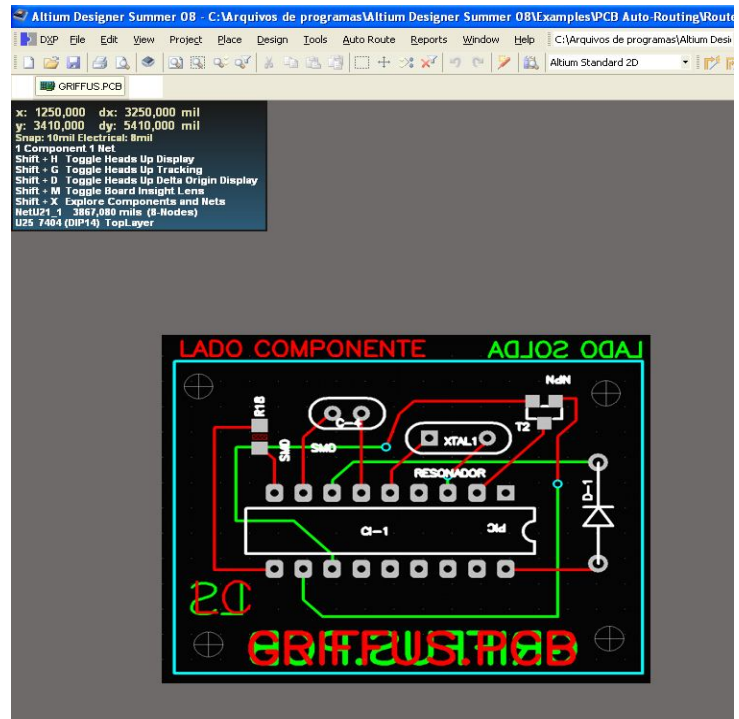 Altium Designer Summer 08 - C:\Arquivos de programas\Altium Designer Summer 08\Examples\PCB Auto-Routing\Route
DXP File Edit View Project Place Design Tools Auto Route Reports Window Help C:\Arquivos de programas\Altium Desi
Altium Standard 2D
GRIFFUS.PCB
x: 1250,000 dx: 3250,000 mil
y: 3410,000 dy: 5410,000 mil
Snap: 10mil Electrical: 8mil
1 Component 1 Net
Shift + H Toggle Heads Up Display
Shift + G Toggle Heads Up Tracking
Shift + D Toggle Heads Up Delta Origin Display
Shift + M Toggle Board Insight Lens
Shift + X Explore Components and Nets
NetU21_1 3867,080 mils (8-Nodes)
U25 7404 (DIP14) TopLayer
LADO COMPONENTE LADO SOLDA
NPN
R18
C-4
T2
XTAL1
SMD
SMD
RESONADOR
D-1
CI-1
PIC
DS
GRIFFUS.PCB
GRIFFUS.PCB